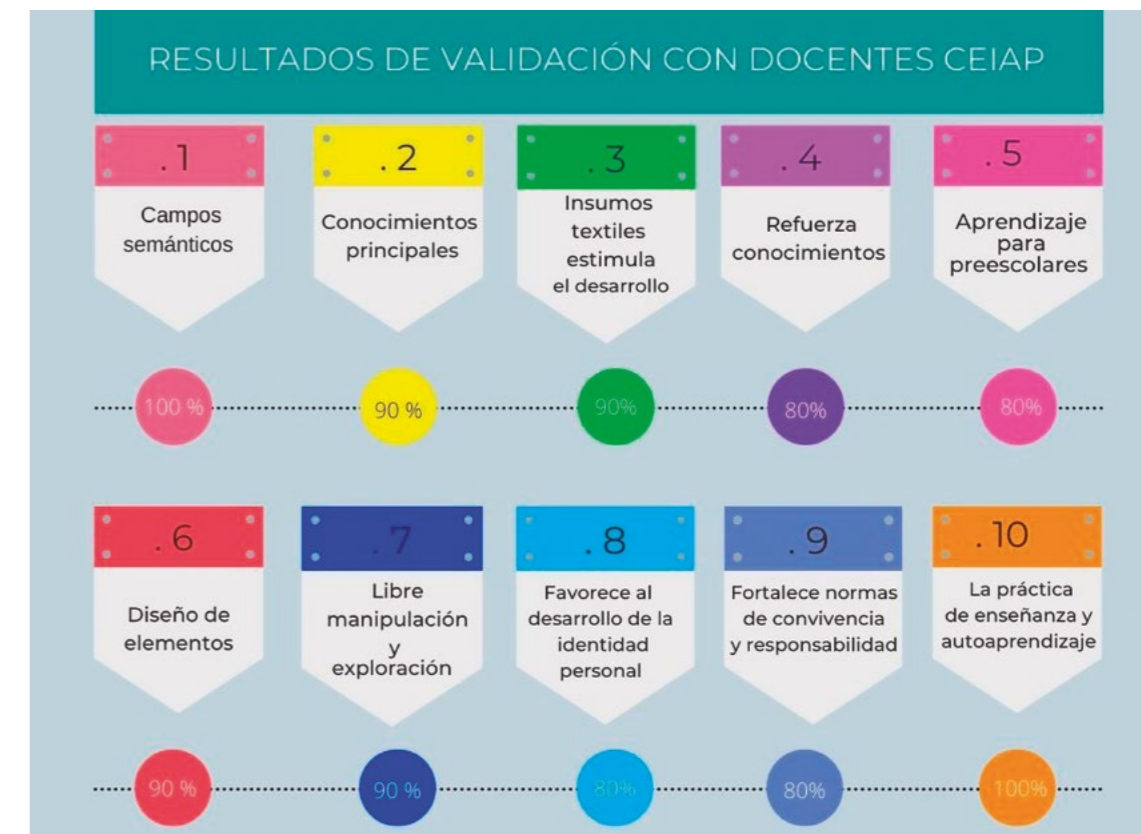 RESULTADOS DE VALIDACIÓN CON DOCENTES CEIAP
. 1
Campos
semánticos
100 %
. 2
Conocimientos
principales
90 %
. 3
Insumos
textiles
estimula
el desarrollo
90%
. 4
Refuerza
conocimientos
80%
. 5
Aprendizaje
para
preescolares
80%
. 6
Diseño de
elementos
90 %
. 7
Libre
manipulación
y
exploración
90 %
. 8
Favorece al
desarrollo de la
identidad
personal
80%
. 9
Fortalece normas
de convivencia
y responsabilidad
80%
. 10
La práctica
de enseñanza y
autoaprendizaje
100%